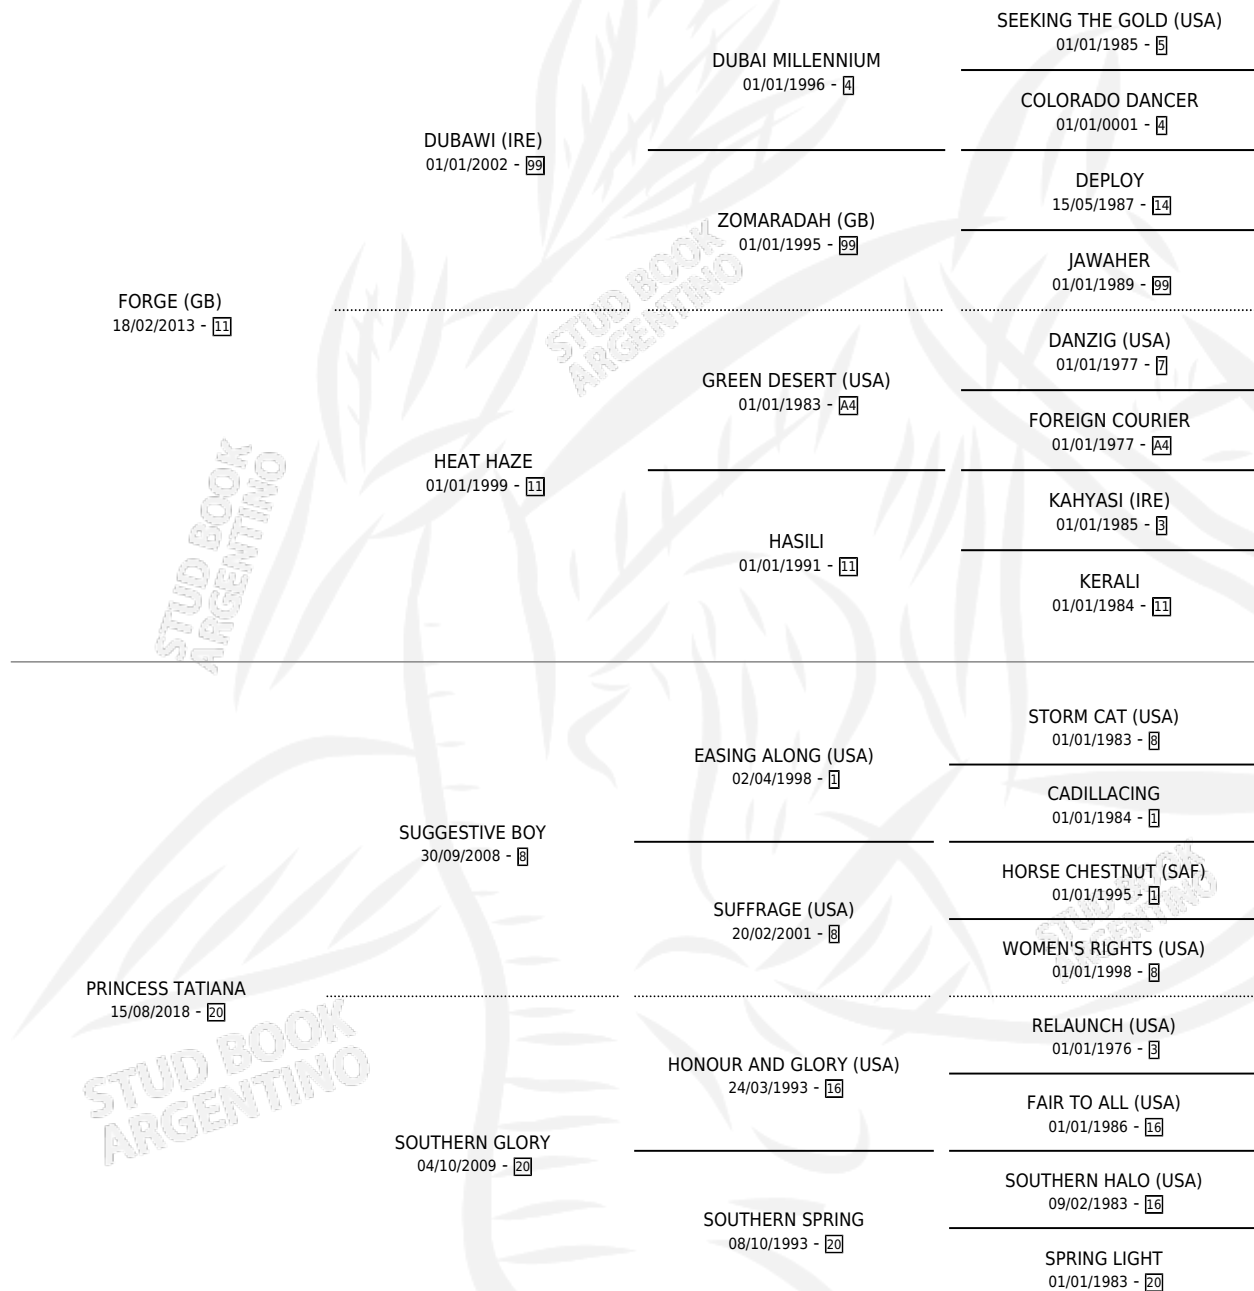 SEEKING THE GOLD (USA)
01/01/1985 - 5
DUBAI MILLENNIUM
01/01/1996 - 4
COLORADO DANCER
01/01/0001 - 4
DUBAWI (IRE)
01/01/2002 - 99
DEPLOY
15/05/1987 - 14
ZOMARADAH (GB)
01/01/1995 - 99
JAWAHER
01/01/1989 - 99
FORGE (GB)
18/02/2013 - 11
DANZIG (USA)
01/01/1977 - 7
GREEN DESERT (USA)
01/01/1983 - A4
FOREIGN COURIER
01/01/1977 - A4
HEAT HAZE
01/01/1999 - 11
KAHYASI (IRE)
01/01/1985 - 3
HASILI
01/01/1991 - 11
KERALI
01/01/1984 - 11
STORM CAT (USA)
01/01/1983 - 8
EASING ALONG (USA)
02/04/1998 - 1
CADILLACING
01/01/1984 - 1
SUGGESTIVE BOY
30/09/2008 - 8
HORSE CHESTNUT (SAF)
01/01/1995 - 1
SUFFRAGE (USA)
20/02/2001 - 8
WOMEN'S RIGHTS (USA)
01/01/1998 - 8
PRINCESS TATIANA
15/08/2018 - 20
RELAUNCH (USA)
01/01/1976 - 3
HONOUR AND GLORY (USA)
24/03/1993 - 16
FAIR TO ALL (USA)
01/01/1986 - 16
SOUTHERN GLORY
04/10/2009 - 20
SOUTHERN HALO (USA)
09/02/1983 - 16
SOUTHERN SPRING
08/10/1993 - 20
SPRING LIGHT
01/01/1983 - 20
STUD BOOK
ARGENTINO
STUD BOOK
ARGENTINO
STUD BOOK
ARGENTINO
STUD BOOK
ARGENTINO